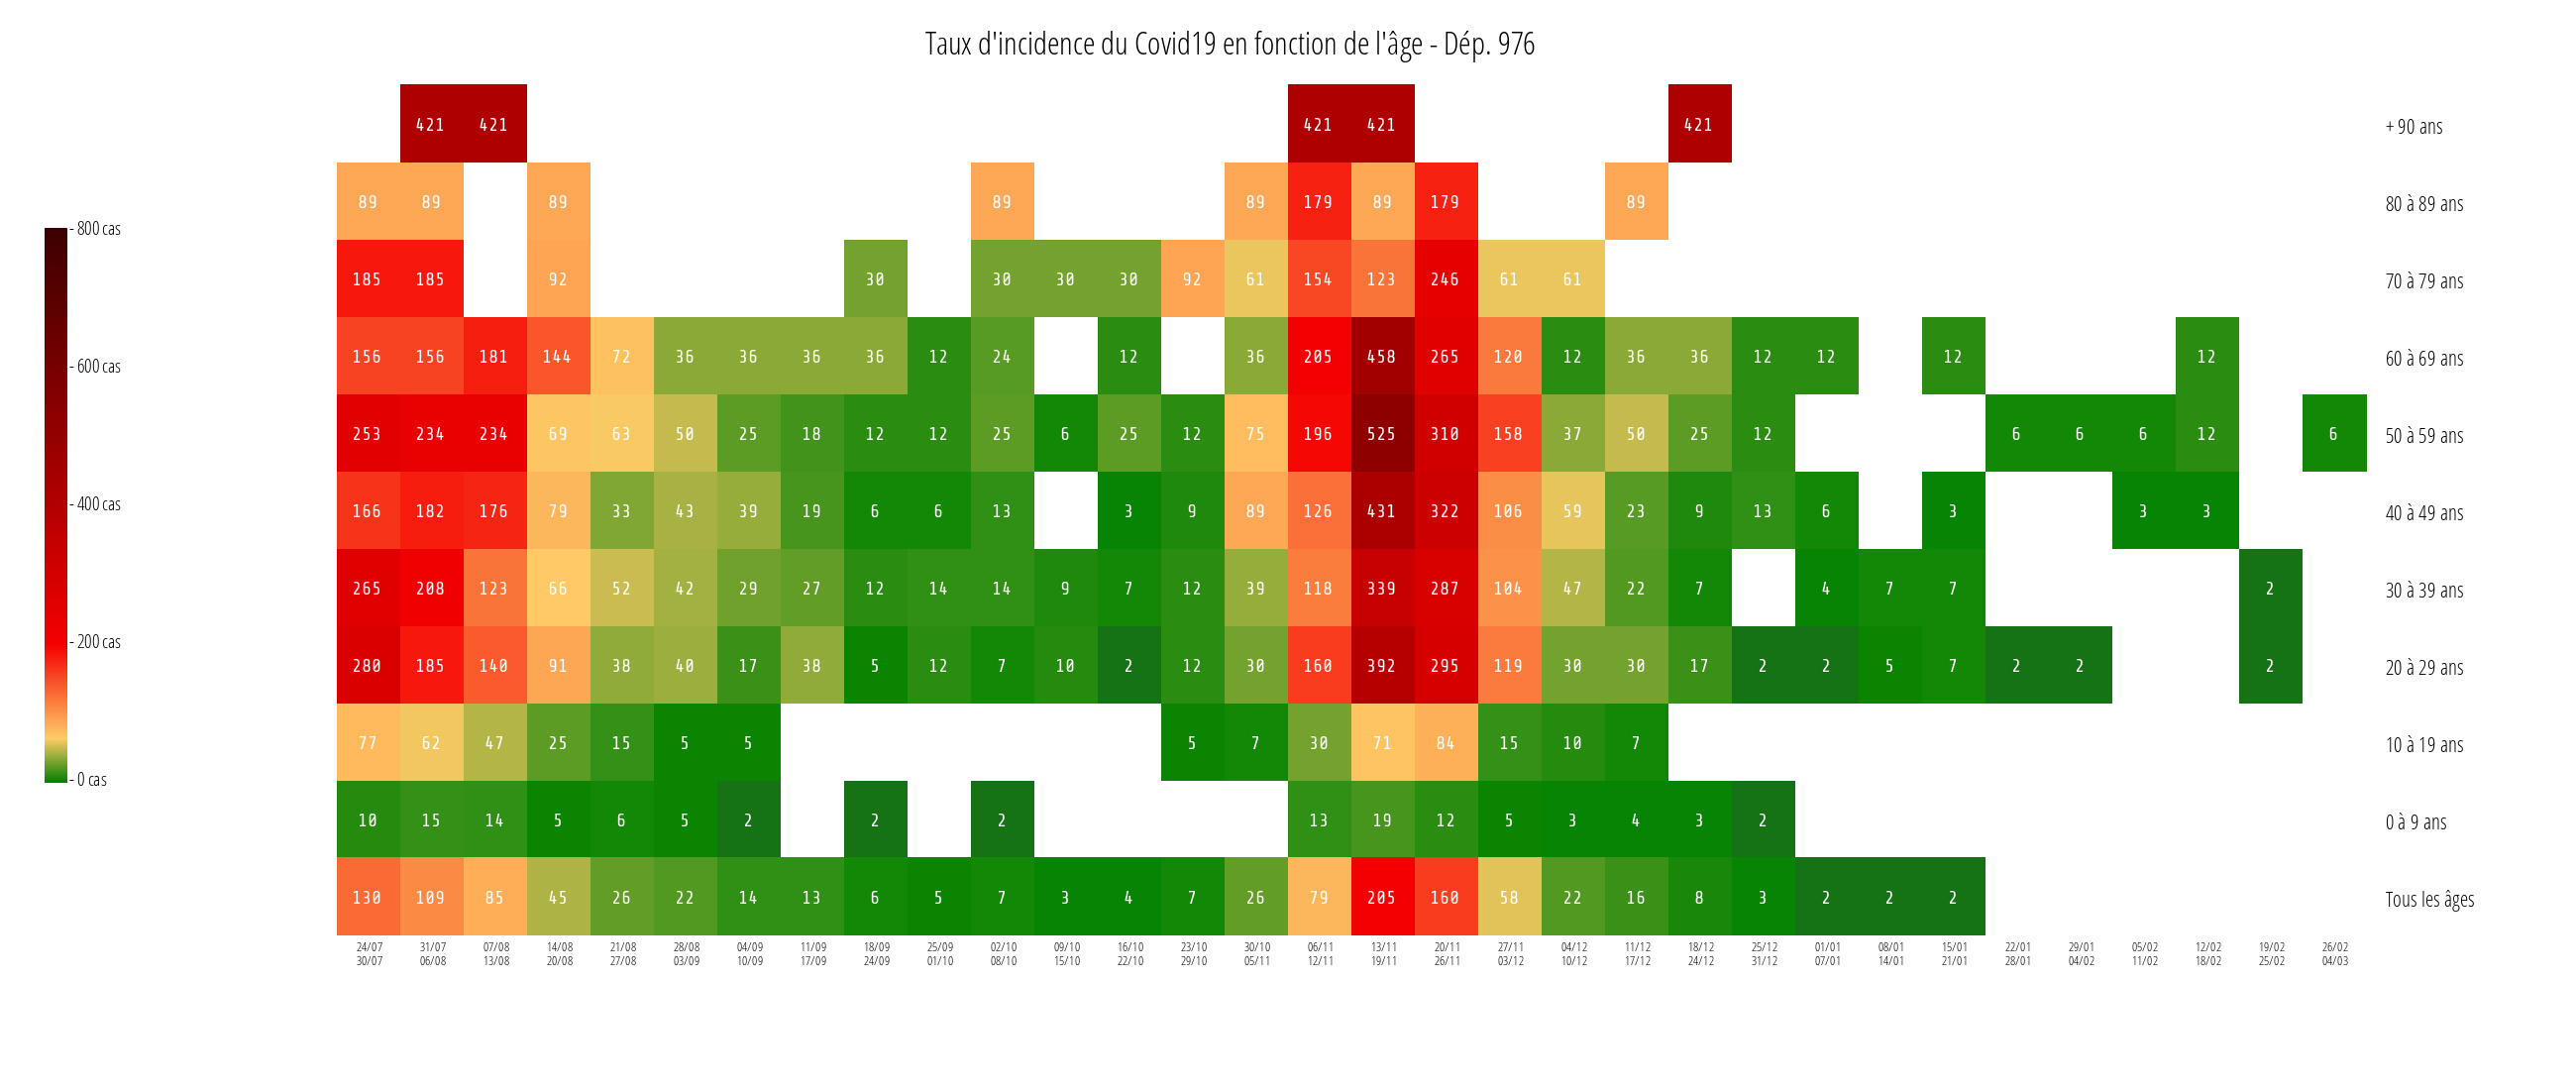 Taux d'incidence du Covid19 en fonction de l'âge - Dép. 976
- 800 cas
- 600 cas
- 400 cas
- 200 cas
- 0 cas
421 421 421 421 421 + 90 ans
89 89 89 89 89 179 89 179 89 80 à 89 ans
185 185 92 30 30 30 30 92 61 154 123 246 61 61 70 à 79 ans
156 156 181 144 72 36 36 36 36 12 24 12 36 205 458 265 120 12 36 36 12 12 12 12 60 à 69 ans
253 234 234 69 63 50 25 18 12 12 25 6 25 12 75 196 525 310 158 37 50 25 12 6 6 6 12 6 50 à 59 ans
166 182 176 79 33 43 39 19 6 6 13 3 9 89 126 431 322 106 59 23 9 13 6 3 3 3 40 à 49 ans
265 208 123 66 52 42 29 27 12 14 14 9 7 12 39 118 339 287 104 47 22 7 4 7 7 2 30 à 39 ans
280 185 140 91 38 40 17 38 5 12 7 10 2 12 30 160 392 295 119 30 30 17 2 2 5 7 2 2 2 20 à 29 ans
77 62 47 25 15 5 5 5 7 30 71 84 15 10 7 10 à 19 ans
10 15 14 5 6 5 2 2 2 13 19 12 5 3 4 3 2 0 à 9 ans
130 109 85 45 26 22 14 13 6 5 7 3 4 7 26 79 205 160 58 22 16 8 3 2 2 2 Tous les âges
24/07 31/07 07/08 14/08 21/08 28/08 04/09 11/09 18/09 25/09 02/10 09/10 16/10 23/10 30/10 06/11 13/11 20/11 27/11 04/12 11/12 18/12 25/12 01/01 08/01 15/01 22/01 29/01 05/02 12/02 19/02 26/02
30/07 06/08 13/08 20/08 27/08 03/09 10/09 17/09 24/09 01/10 08/10 15/10 22/10 29/10 05/11 12/11 19/11 26/11 03/12 10/12 17/12 24/12 31/12 07/01 14/01 21/01 28/01 04/02 11/02 18/02 25/02 04/03